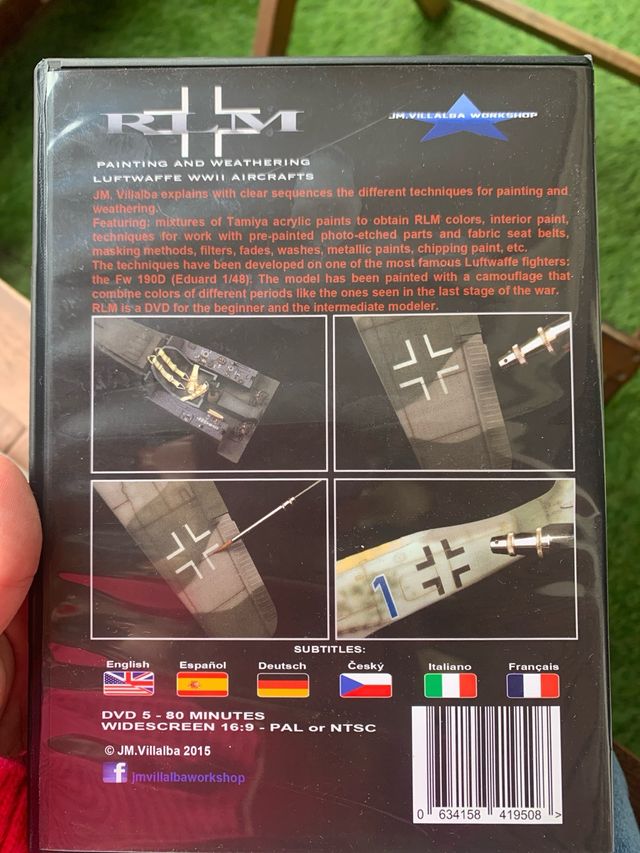 RLM
JM.VILLALBA WORKSHOP
PAINTING AND WEATHERING
LUFTWAFFE WWII AIRCRAFTS
JM. Villalba explains with clear sequences the different techniques for painting and
weathering.
Featuring: mixtures of Tamiya acrylic paints to obtain RLM colors, interior paint,
techniques for work with pre-painted photo-etched parts and fabric seat belts,
masking methods, filters, fades, washes, metallic paints, chipping paint, etc.
The techniques have been developed on one of the most famous Luftwaffe fighters:
the Fw 190D (Eduard 1/48). The model has been painted with a camouflage that
combine colors of different periods like the ones seen in the last stage of the war.
RLM is a DVD for the beginner and the intermediate modeler.
1
SUBTITLES:
English Español Deutsch Český Italiano Français
DVD 5 - 80 MINUTES
WIDESCREEN 16:9 - PAL or NTSC
© JM.Villalba 2015
f jmvillalbaworkshop
0 634158 419508 >